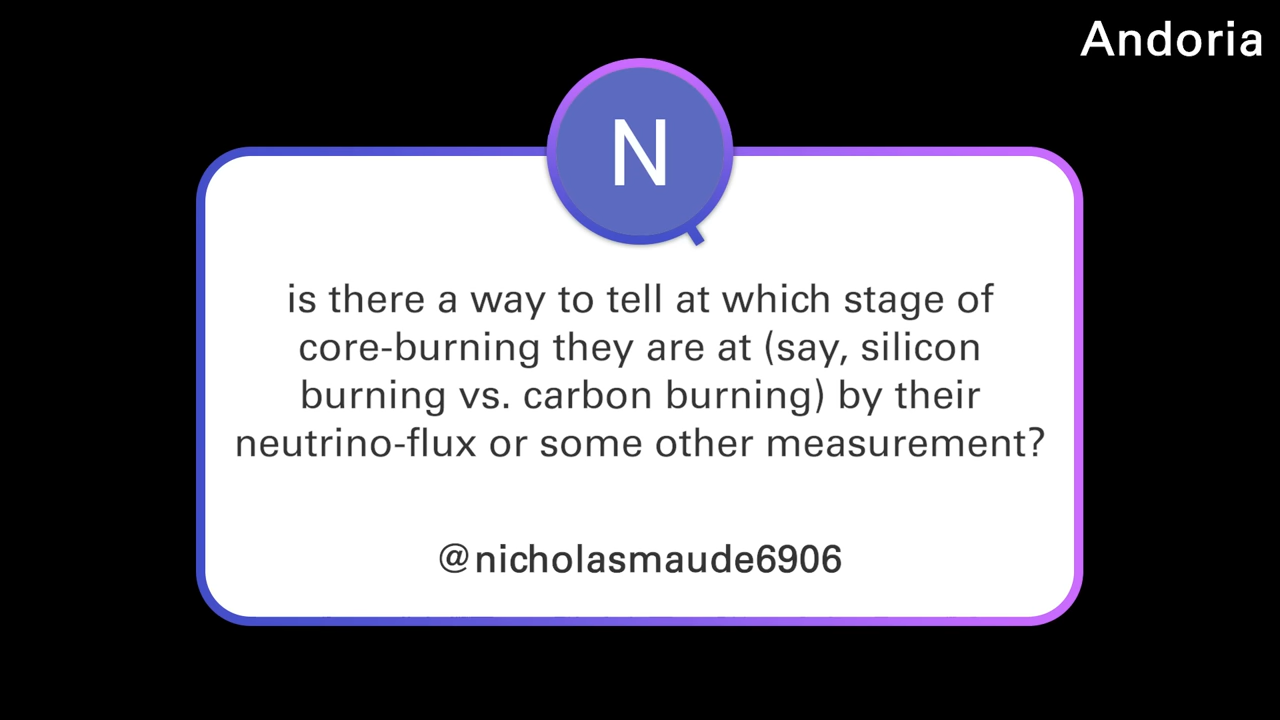 Andoria
N
is there a way to tell at which stage of
core-burning they are at (say, silicon
burning vs. carbon burning) by their
neutrino-flux or some other measurement?
@nicholasmaude6906